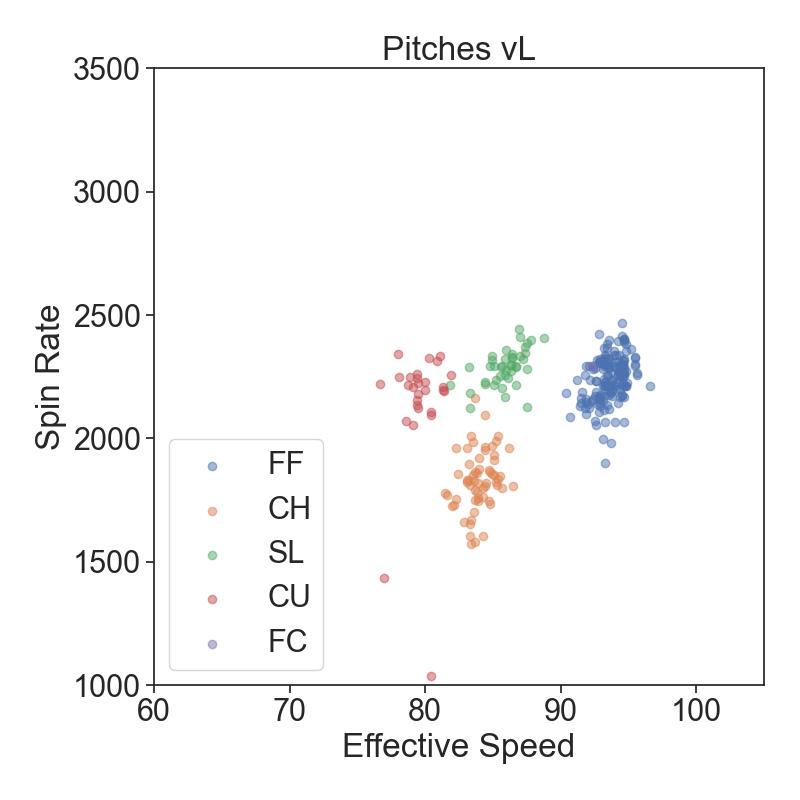 Pitches vL
3500
3000
2500
2000
1500
1000
Spin Rate
FF
CH
SL
CU
FC
60 70 80 90 100
Effective Speed